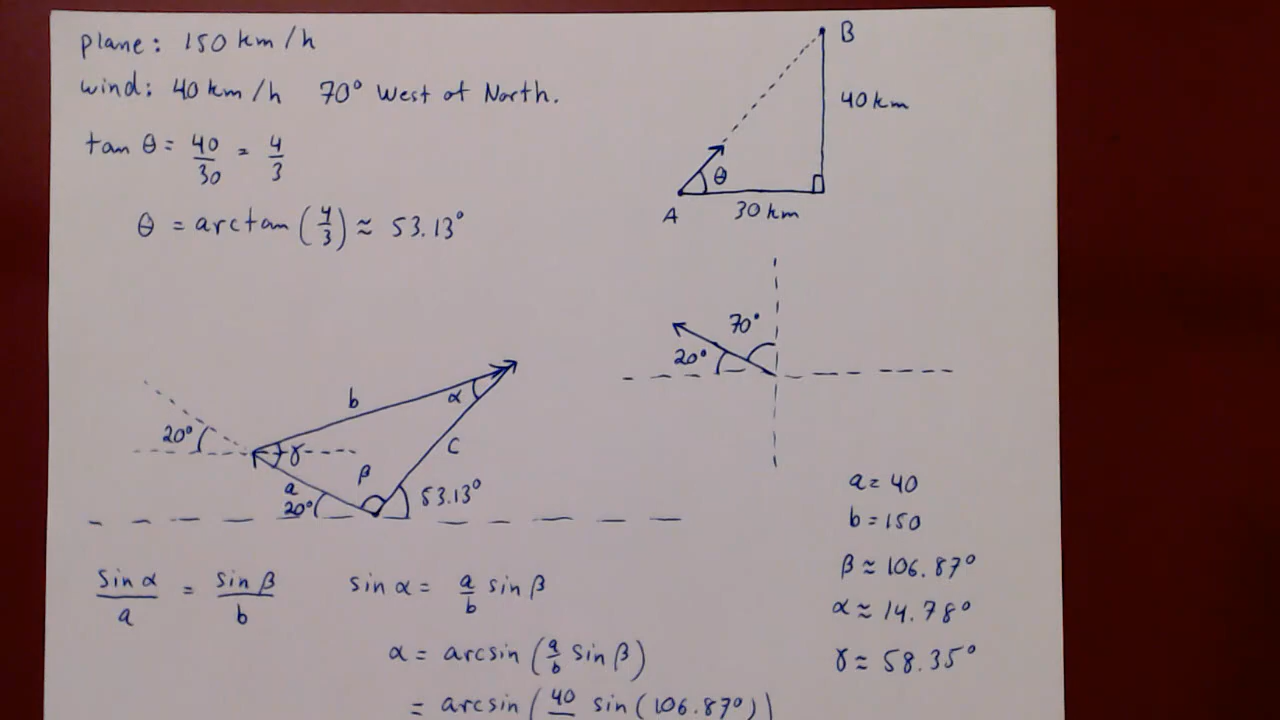 plane: 150 km/h
wind: 40 km/h 70° West of North.
tan θ = 40/30 = 4/3
θ = arctan (4/3) ≈ 53.13°
B
40 km
θ
A
30 km
70°
20°
b
α
20°
γ
c
β
a
20°
53.13°
a = 40
b = 150
β ≈ 106.87°
α ≈ 14.78°
γ ≈ 58.35°
sin α / a = sin β / b
sin α = a/b sin β
α = arcsin (a/b sin β)
= arcsin (40 sin (106.87°))